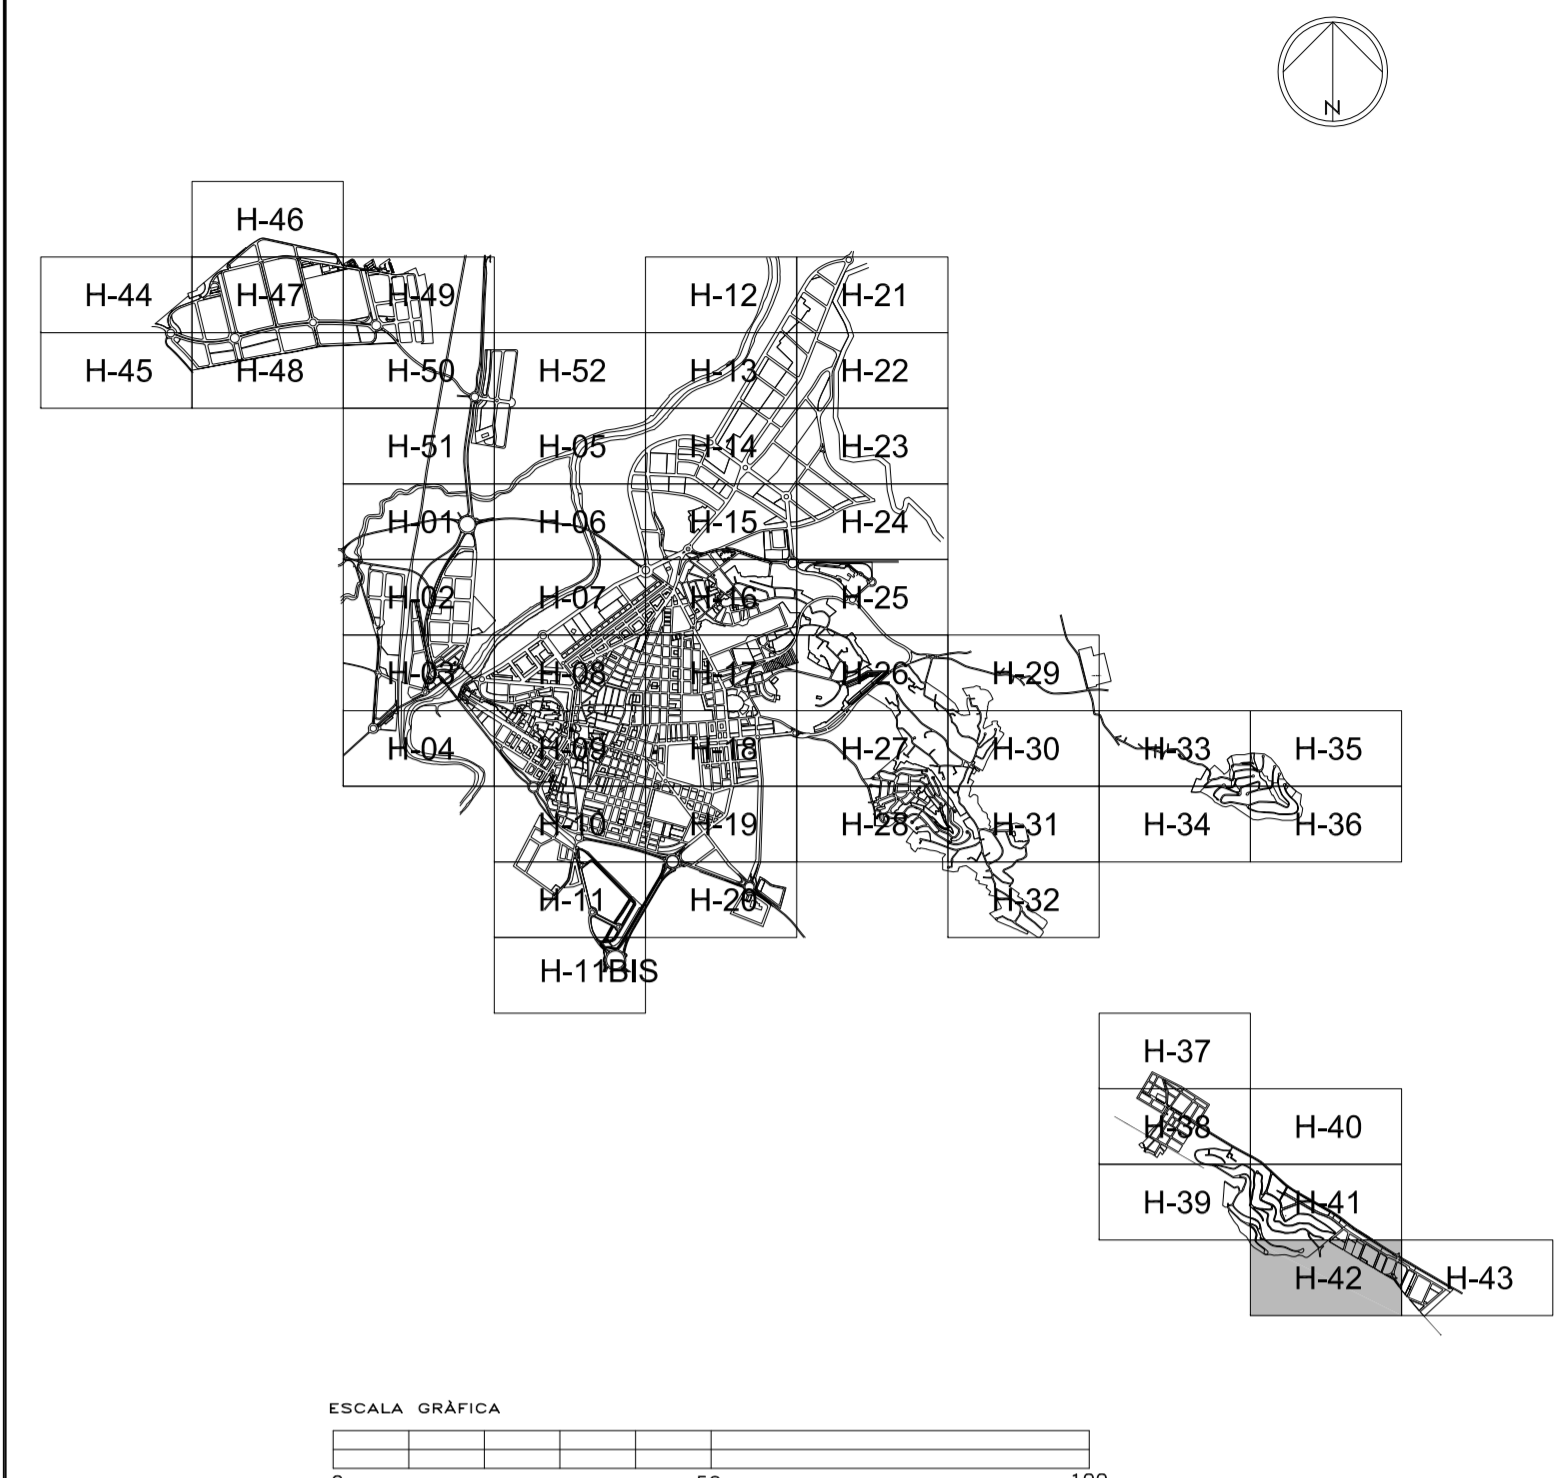 N
H-46
H-44 H-47 H-49 H-12 H-21
H-45 H-48 H-50 H-52 H-13 H-22
H-51 H-05 H-14 H-23
H-01 H-06 H-15 H-24
H-02 H-07 H-16 H-25
H-03 H-08 H-17 H-26 H-29
H-04 H-09 H-18 H-27 H-30 H-33 H-35
H-10 H-19 H-28 H-31 H-34 H-36
H-11 H-20 H-32
H-11BIS
H-37
H-38 H-40
H-39 H-41
H-42 H-43
ESCALA GRÀFICA
0 50 100